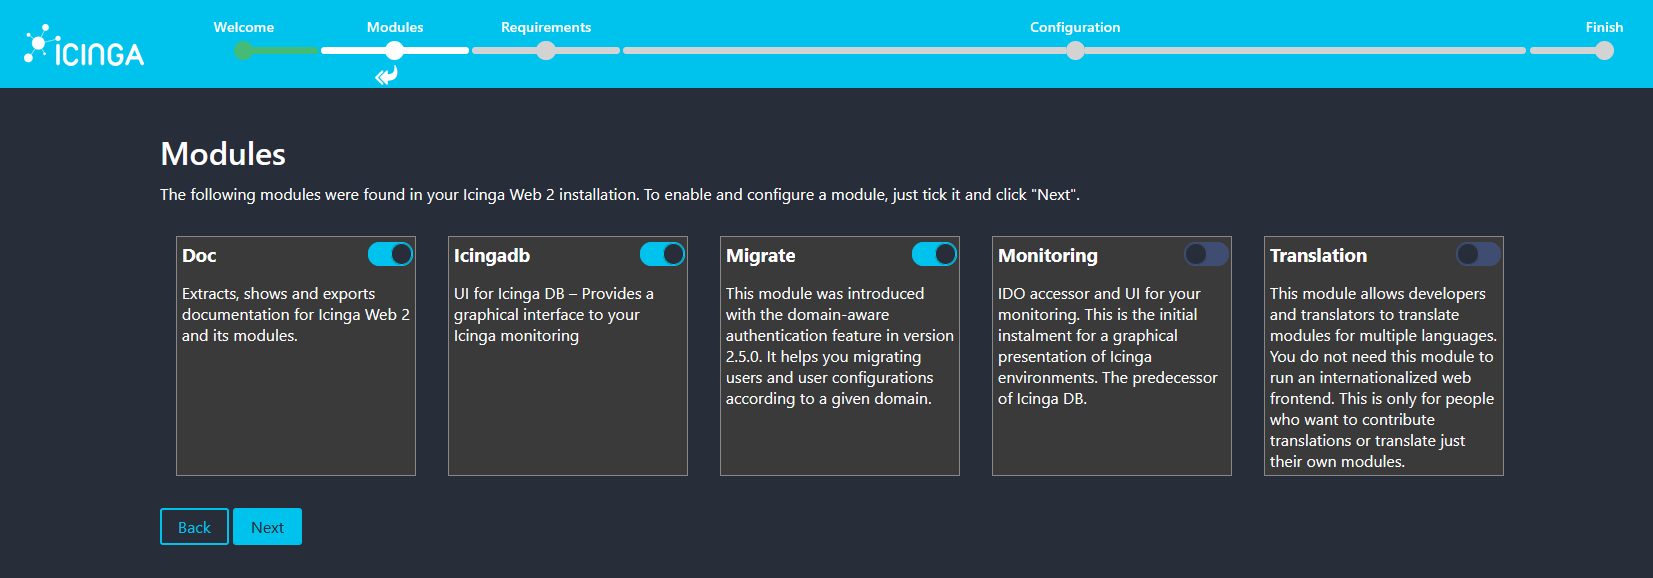 Welcome
Modules
Requirements
Configuration
Finish
ICINGA
Modules
The following modules were found in your Icinga Web 2 installation. To enable and configure a module, just tick it and click "Next".
Doc
Extracts, shows and exports
documentation for Icinga Web 2
and its modules.
Icingadb
UI for Icinga DB – Provides a
graphical interface to your
Icinga monitoring
Migrate
This module was introduced
with the domain-aware
authentication feature in version
2.5.0. It helps you migrating
users and user configurations
according to a given domain.
Monitoring
IDO accessor and UI for your
monitoring. This is the initial
instalment for a graphical
presentation of Icinga
environments. The predecessor
of Icinga DB.
Translation
This module allows developers
and translators to translate
modules for multiple languages.
You do not need this module to
run an internationalized web
frontend. This is only for people
who want to contribute
translations or translate just
their own modules.
Back
Next